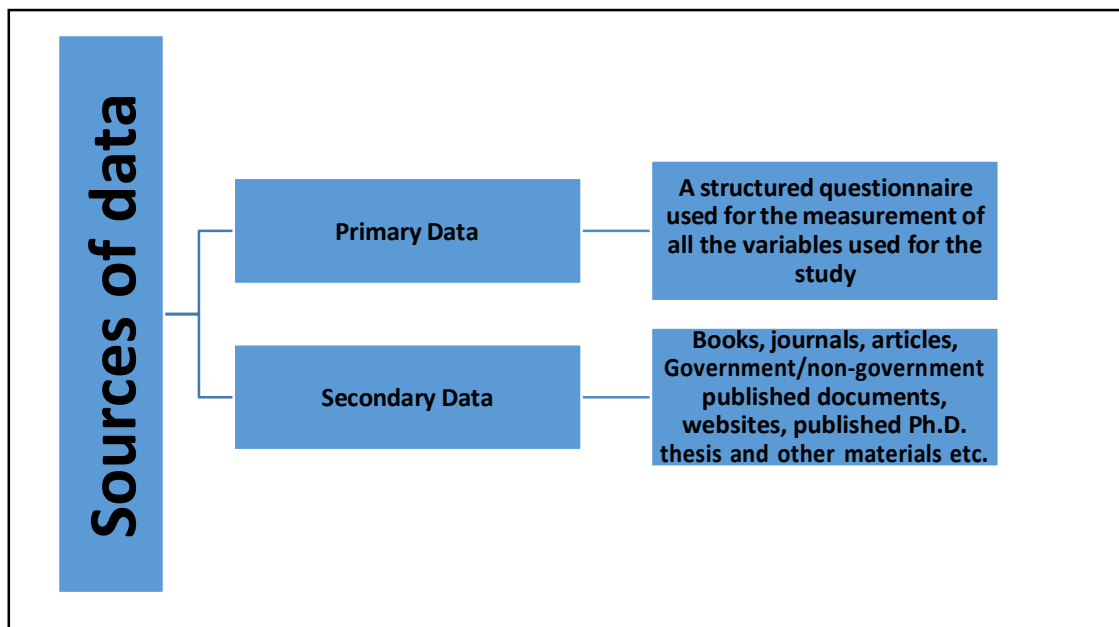 Sources of data
Primary Data
A structured questionnaire
used for the measurement of
all the variables used for the
study
Secondary Data
Books, journals, articles,
Government/non-government
published documents,
websites, published Ph.D.
thesis and other materials etc.